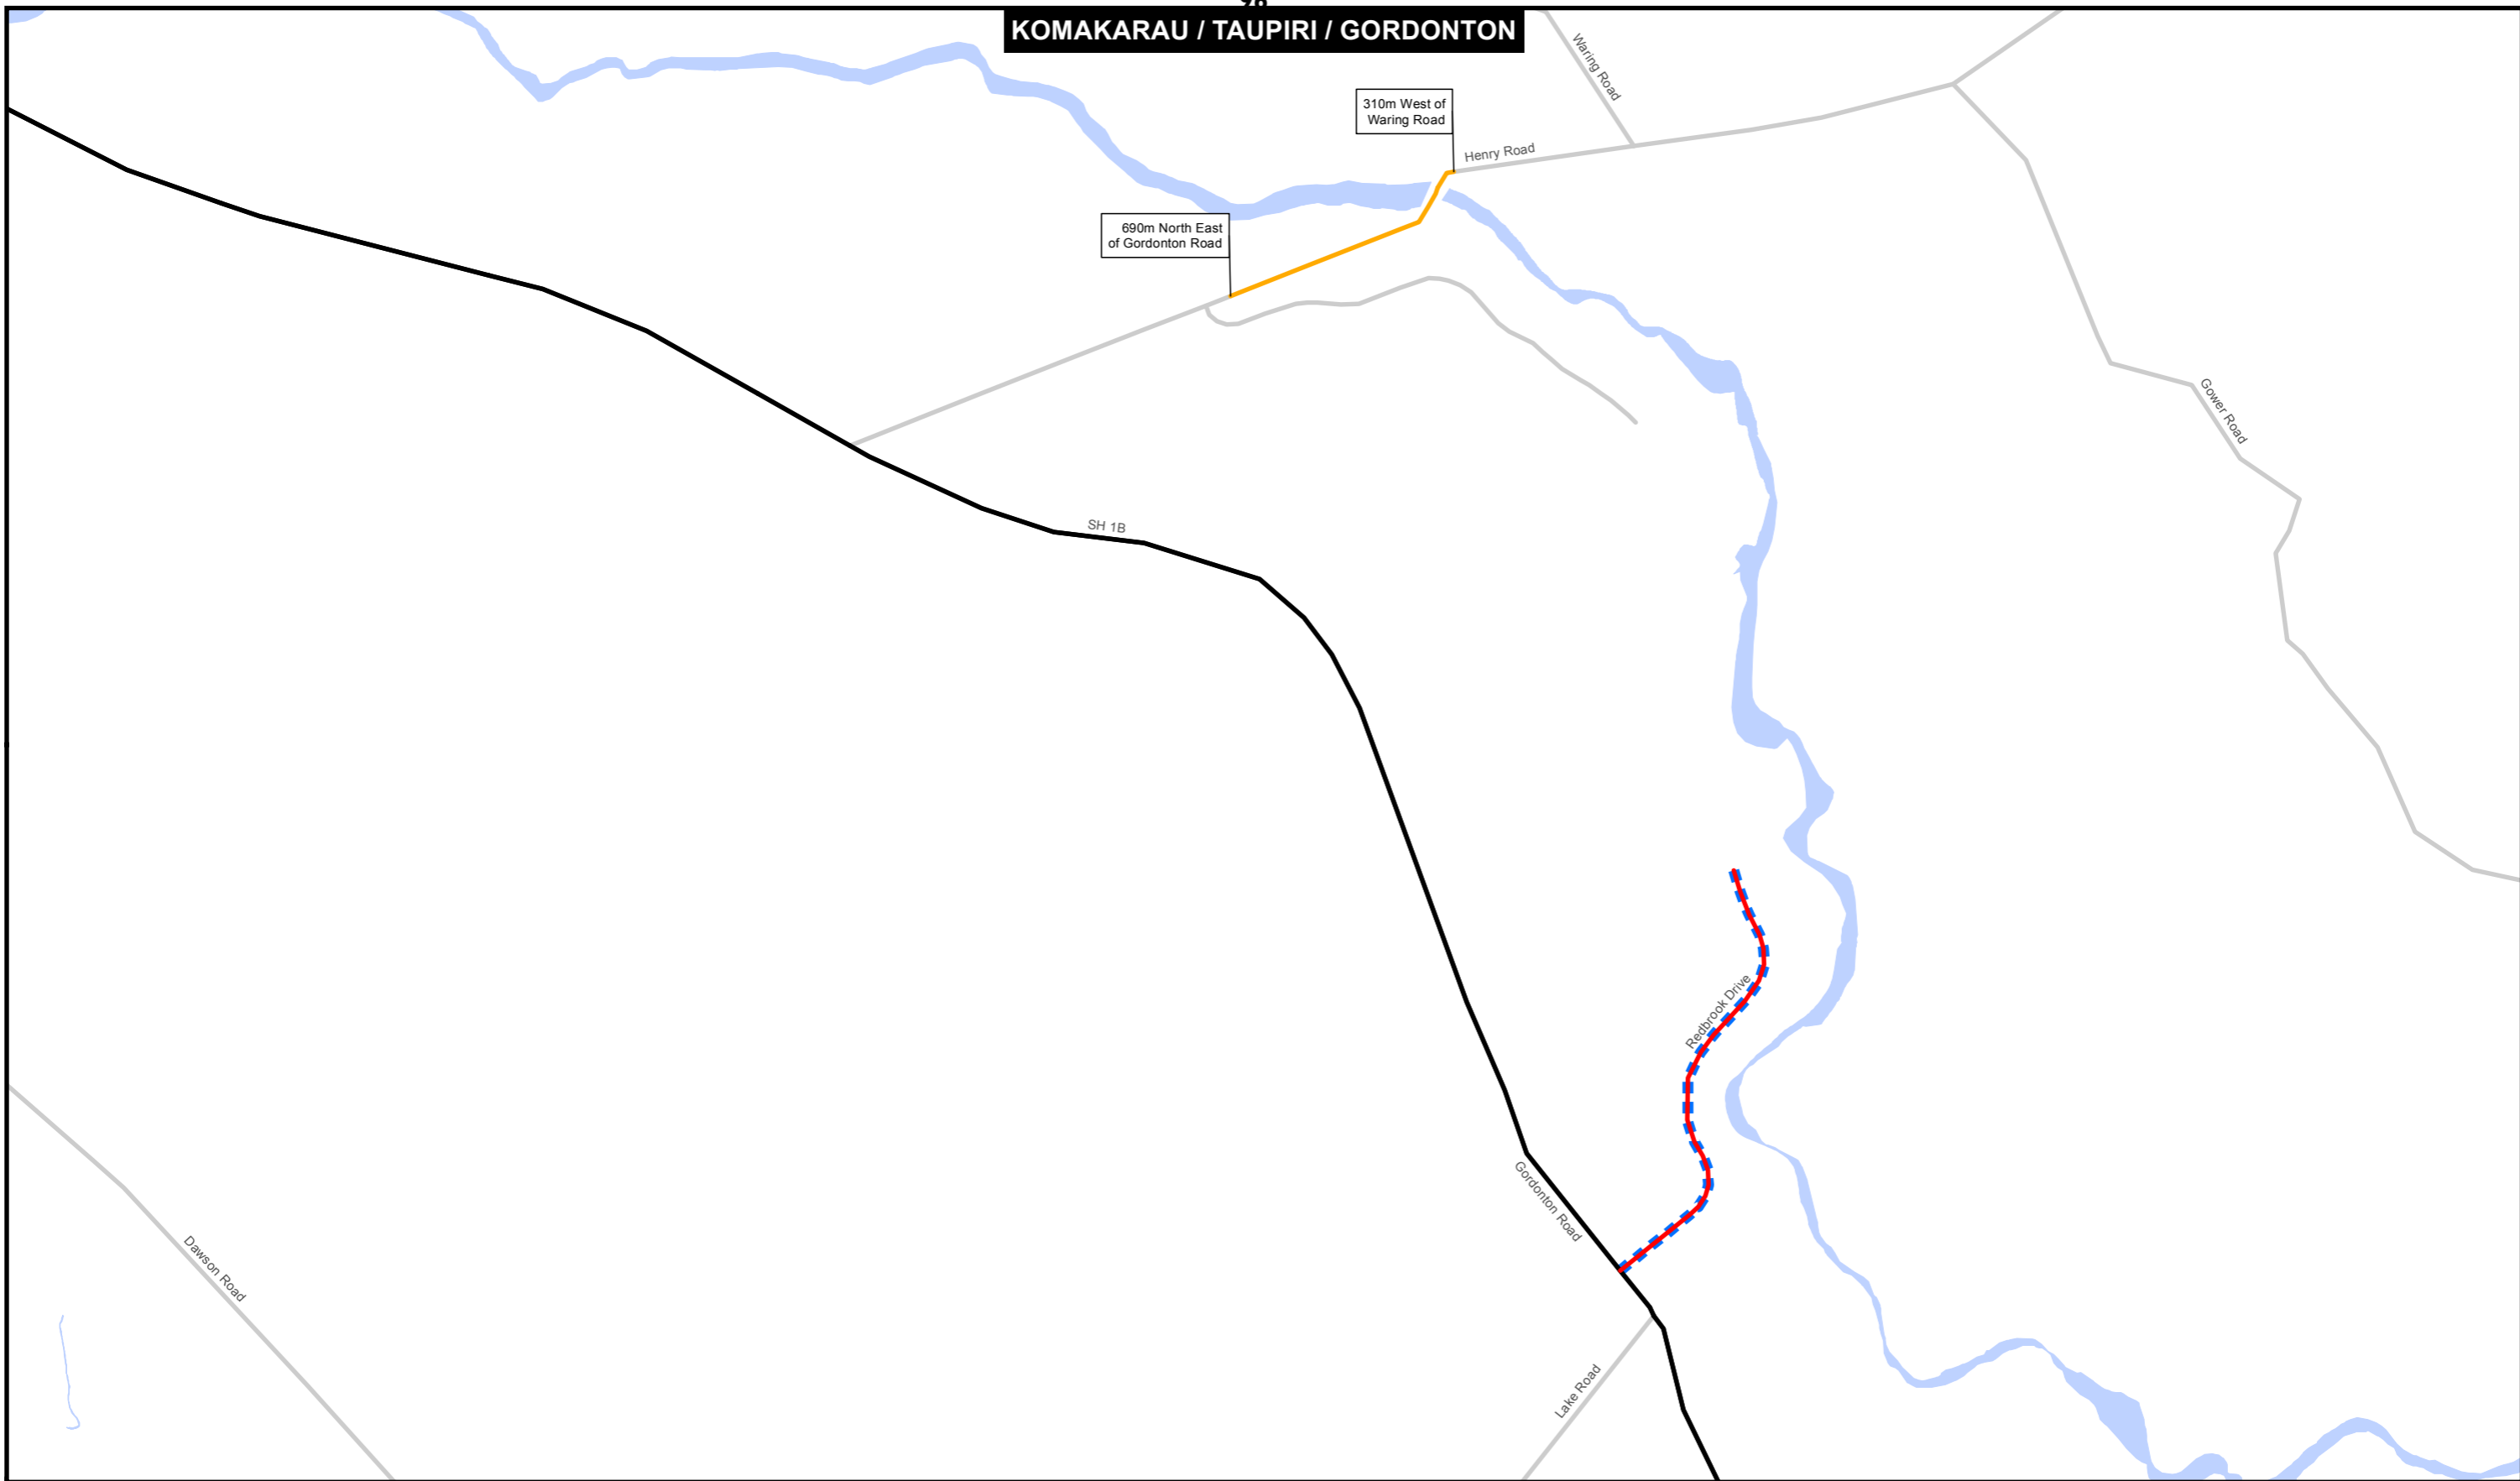 KOMAKARAU / TAUPIRI / GORDONTON
Waring Road
310m West of
Waring Road
Henry Road
690m North East
of Gordonton Road
Gower Road
SH 1B
Redbrook Drive
Gordonton Road
Dawson Road
Lake Road